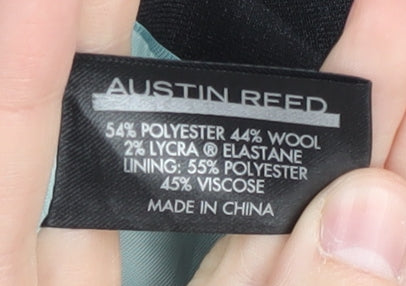 AUSTIN REED
54% POLYESTER 44% WOOL
2% LYCRA ® ELASTANE
LINING: 55% POLYESTER
45% VISCOSE
MADE IN CHINA